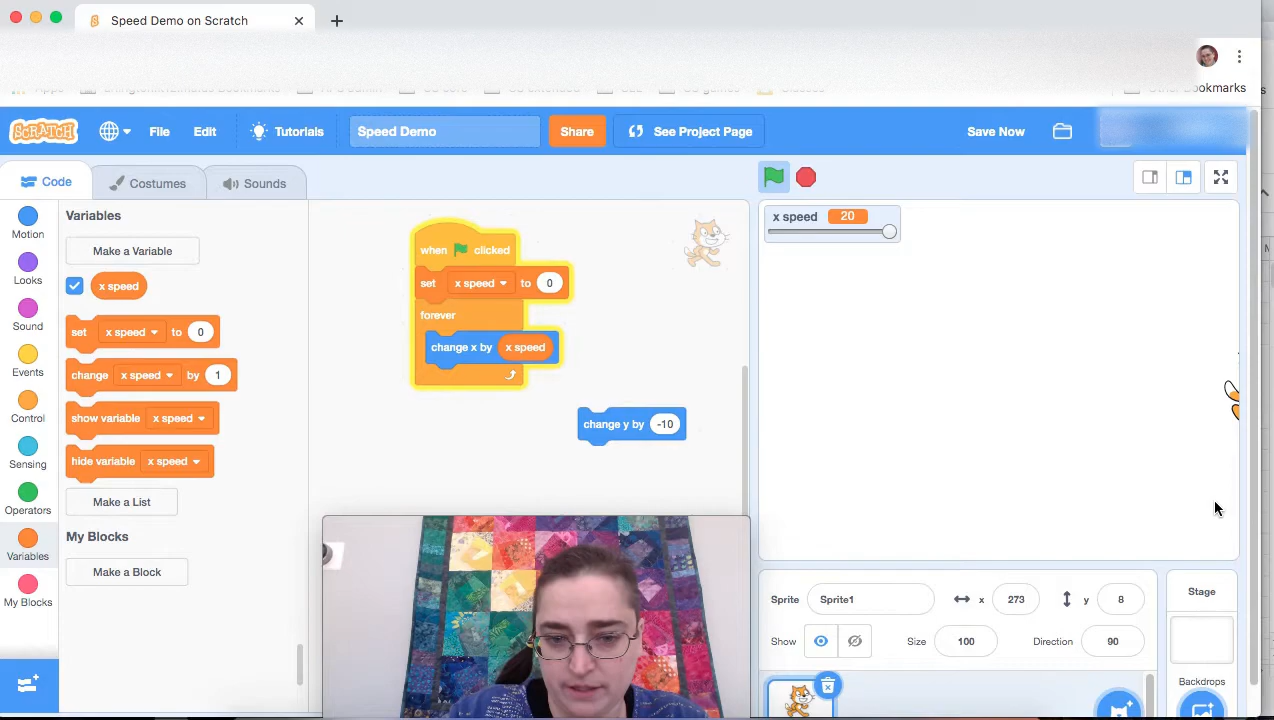 Speed Demo on Scratch
Bookmarks
SCRATCH
File
Edit
Tutorials
Speed Demo
Share
See Project Page
Save Now
Code
Costumes
Sounds
Motion
Looks
Sound
Events
Control
Sensing
Operators
Variables
My Blocks
Variables
Make a Variable
x speed
set x speed to 0
change x speed by 1
show variable x speed
hide variable x speed
Make a List
My Blocks
Make a Block
when clicked
set x speed to 0
forever
change x by x speed
change y by -10
x speed 20
Sprite Sprite1 x 273 y 8
Show Size 100 Direction 90
Stage
Backdrops